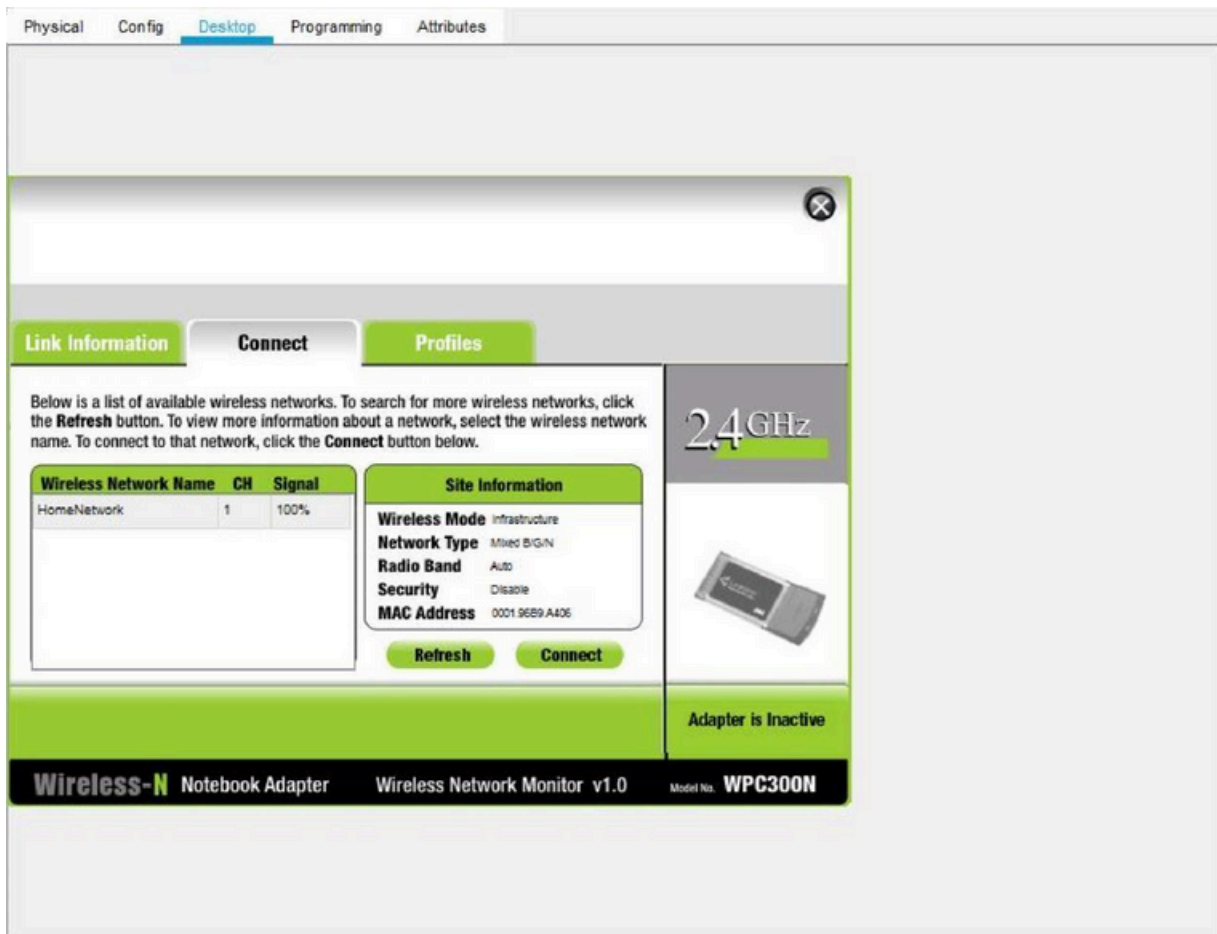 Physical Config Desktop Programming Attributes
Link Information Connect Profiles
Below is a list of available wireless networks. To search for more wireless networks, click
the Refresh button. To view more information about a network, select the wireless network
name. To connect to that network, click the Connect button below.
2.4GHz
Wireless Network Name CH Signal
HomeNetwork 1 100%
Site Information
Wireless Mode Infrastructure
Network Type Mixed B/G/N
Radio Band Auto
Security Disable
MAC Address 0001.96B9.A406
Refresh Connect
Adapter is Inactive
Wireless-N Notebook Adapter Wireless Network Monitor v1.0 Model No. WPC300N